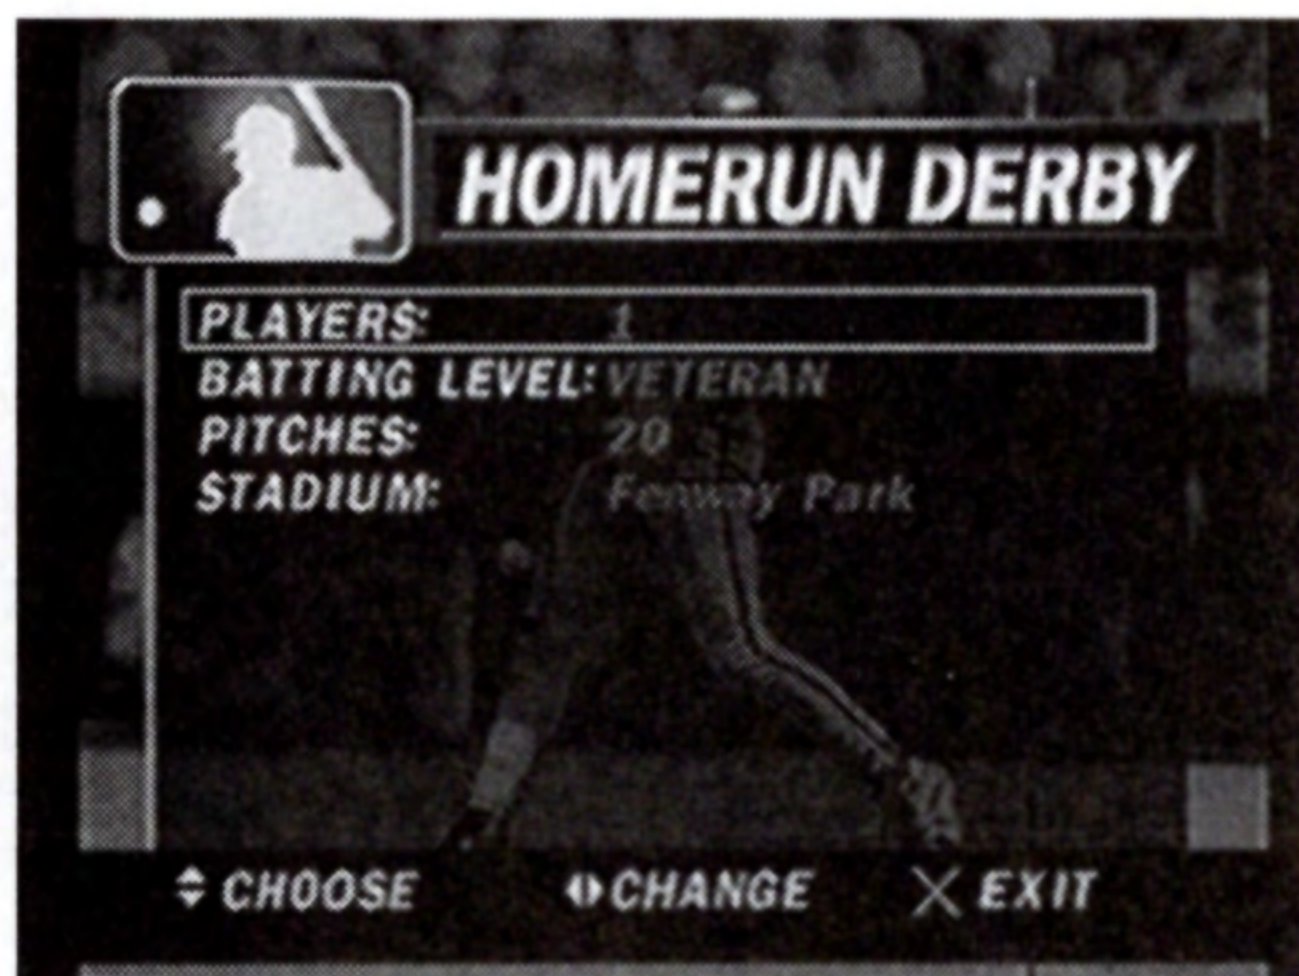 HOMERUN DERBY
PLAYERS: 1
BATTING LEVEL: VETERAN
PITCHES: 20
STADIUM: Fenway Park
CHOOSE CHANGE EXIT